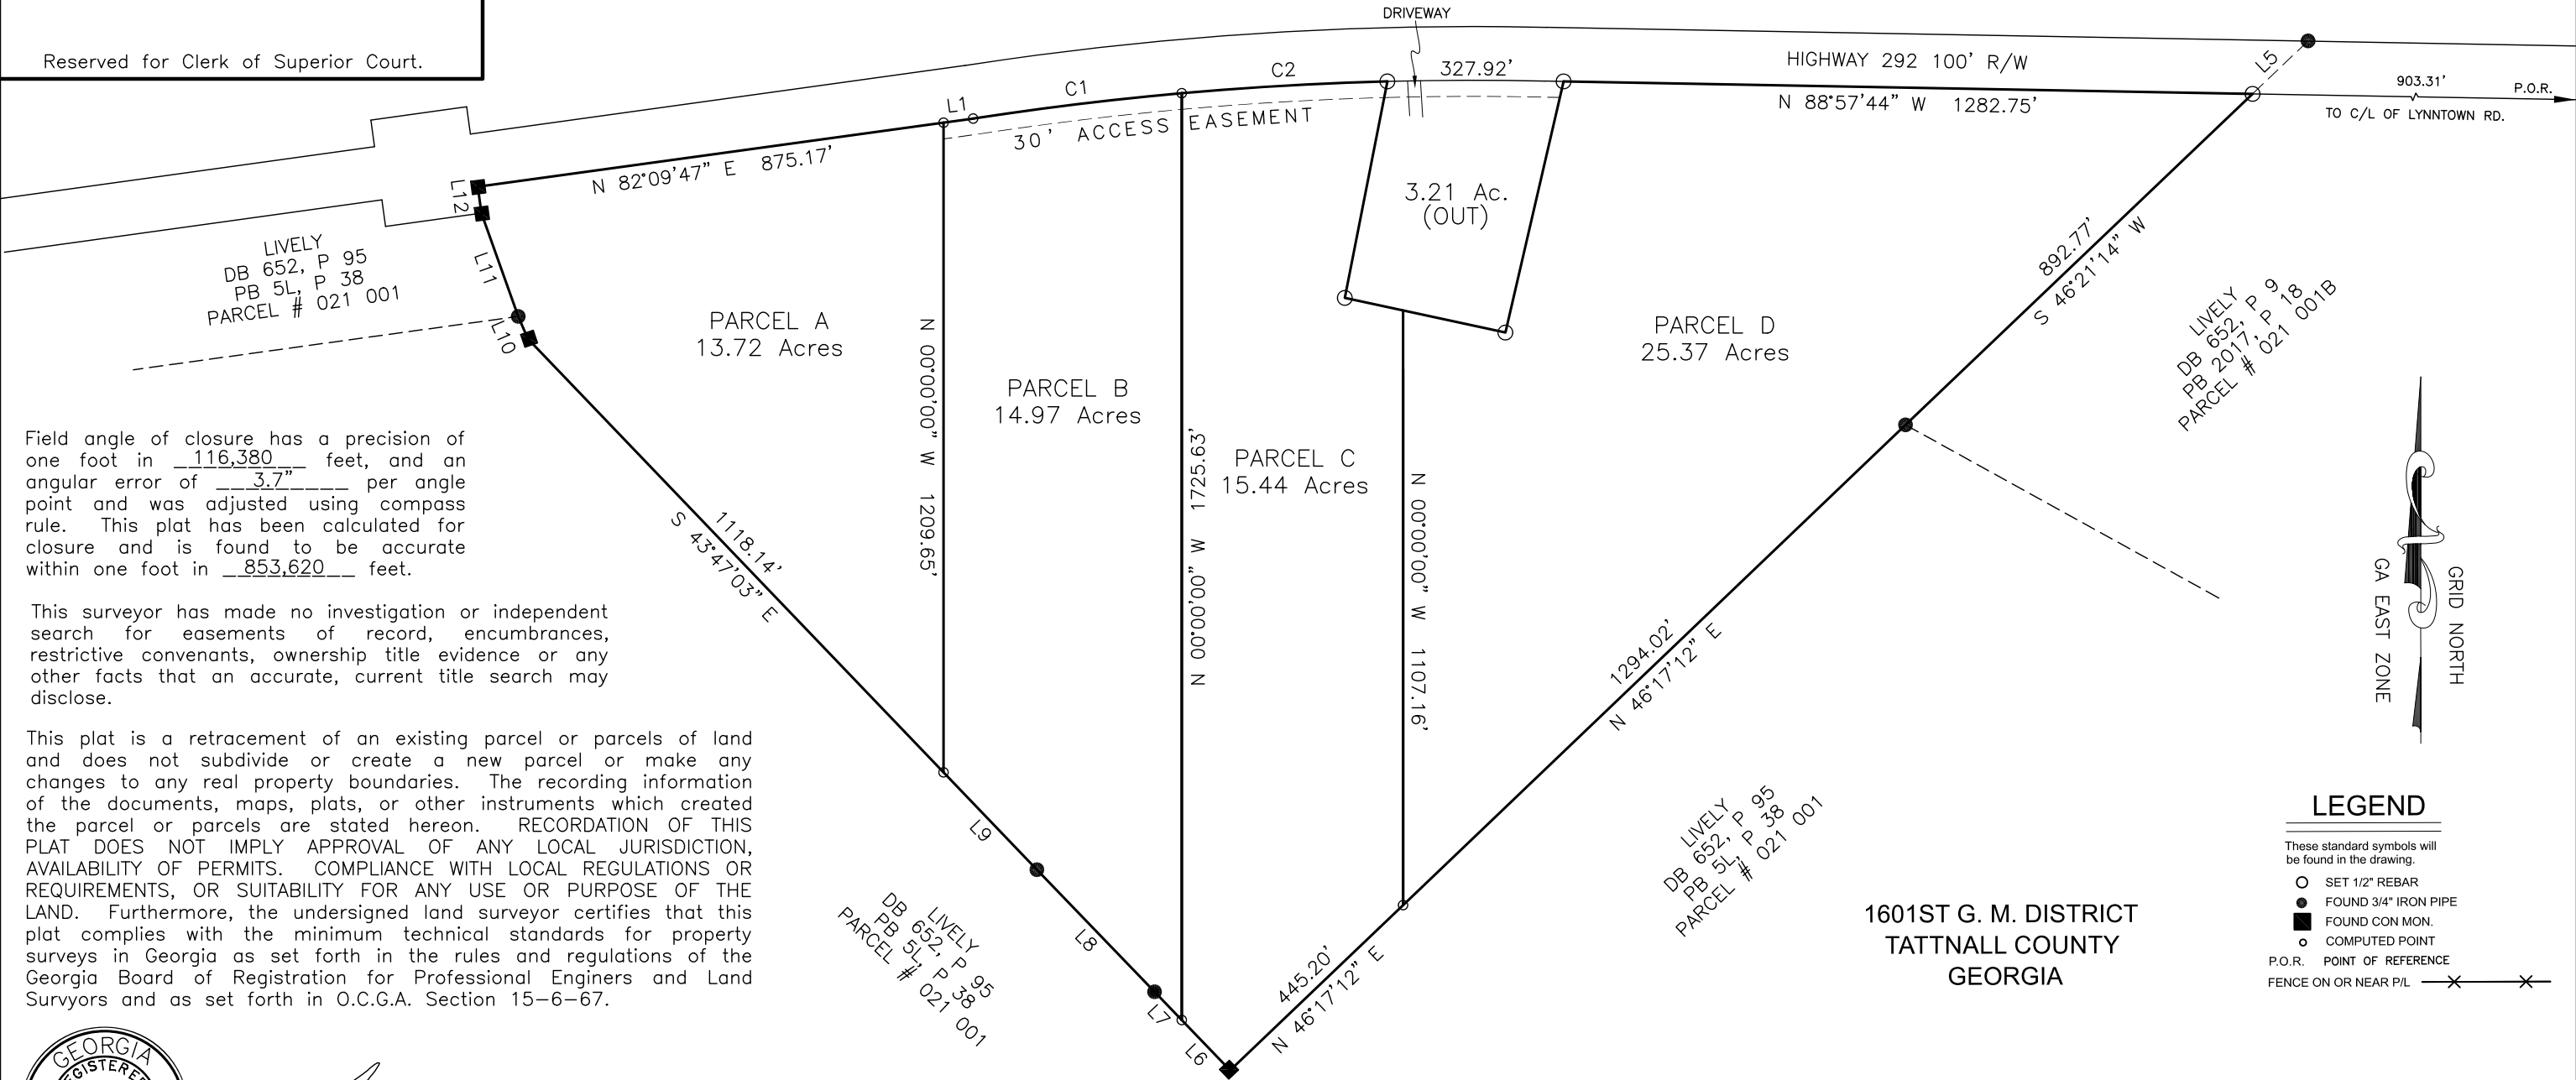 Reserved for Clerk of Superior Court.
DRIVEWAY
HIGHWAY 292 100' R/W
L5
903.31'
P.O.R.
TO C/L OF LYNNTOWN RD.
L1
C1
C2
327.92'
N 88°57'44" W 1282.75'
30' ACCESS EASEMENT
N 82°09'47" E 875.17'
L12
L11
L10
LIVELY
DB 652, P 95
PB 5L, P 38
PARCEL # 021 001
3.21 Ac.
(OUT)
PARCEL A
13.72 Acres
PARCEL B
14.97 Acres
PARCEL C
15.44 Acres
PARCEL D
25.37 Acres
N 00°00'00" W 1209.65'
N 00°00'00" W 1725.63'
N 00°00'00" W 1107.16'
892.77'
S 46°21'14" W
LIVELY
DB 652, P 9
PB 2017, P 18
PARCEL # 021 001B
Field angle of closure has a precision of
one foot in __116,380__ feet, and an
angular error of ___3.7"____ per angle
point and was adjusted using compass
rule. This plat has been calculated for
closure and is found to be accurate
within one foot in __853,620__ feet.
1118.14'
S 43°47'03" E
This surveyor has made no investigation or independent
search for easements of record, encumbrances,
restrictive convenants, ownership title evidence or any
other facts that an accurate, current title search may
disclose.
This plat is a retracement of an existing parcel or parcels of land
and does not subdivide or create a new parcel or make any
changes to any real property boundaries. The recording information
of the documents, maps, plats, or other instruments which created
the parcel or parcels are stated hereon. RECORDATION OF THIS
PLAT DOES NOT IMPLY APPROVAL OF ANY LOCAL JURISDICTION,
AVAILABILITY OF PERMITS. COMPLIANCE WITH LOCAL REGULATIONS OR
REQUIREMENTS, OR SUITABILITY FOR ANY USE OR PURPOSE OF THE
LAND. Furthermore, the undersigned land surveyor certifies that this
plat complies with the minimum technical standards for property
surveys in Georgia as set forth in the rules and regulations of the
Georgia Board of Registration for Professional Enginers and Land
Survyors and as set forth in O.C.G.A. Section 15-6-67.
GEORGIA
REGISTERED
L9
L8
L7
L6
LIVELY
DB 652, P 95
PB 5L, P 38
PARCEL # 021 001
445.20'
N 46°17'12" E
1294.02'
N 46°17'12" E
LIVELY
DB 652, P 95
PB 5L, P 38
PARCEL # 021 001
GRID NORTH
GA EAST ZONE
1601ST G. M. DISTRICT
TATTNALL COUNTY
GEORGIA
LEGEND
These standard symbols will
be found in the drawing.
SET 1/2" REBAR
FOUND 3/4" IRON PIPE
FOUND CON MON.
COMPUTED POINT
P.O.R. POINT OF REFERENCE
FENCE ON OR NEAR P/L